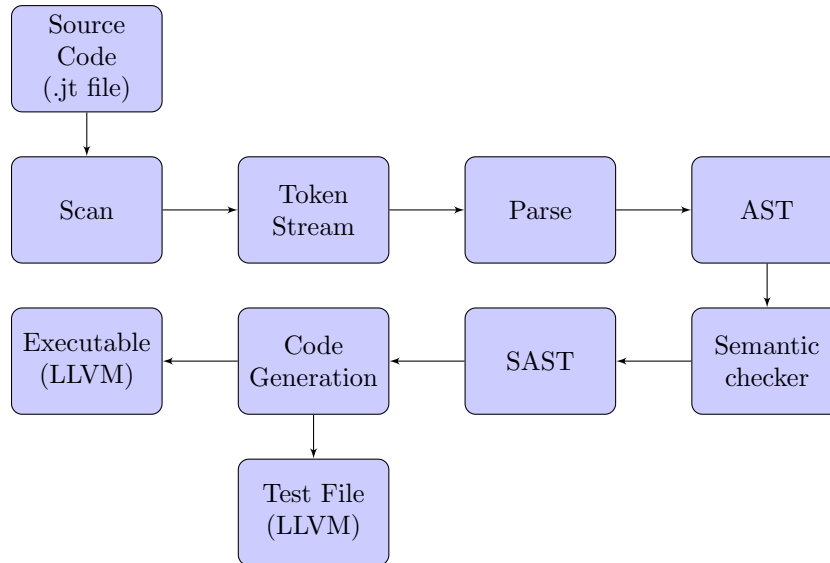 Source
Code
(.jt file)
Scan
Token
Stream
Parse
AST
Executable
(LLVM)
Code
Generation
SAST
Semantic
checker
Test File
(LLVM)